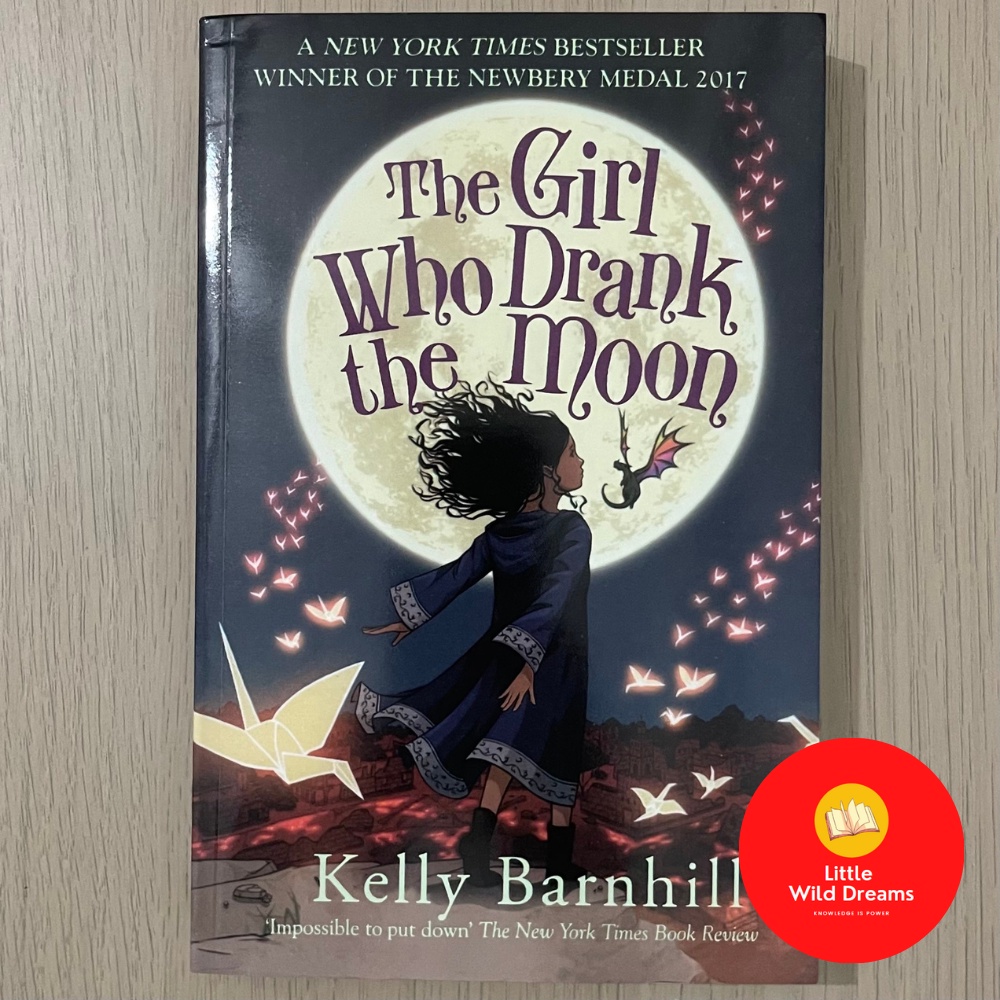 A NEW YORK TIMES BESTSELLER
WINNER OF THE NEWBERY MEDAL 2017
The Girl
Who Drank
the Moon
Kelly Barnhill
‘Impossible to put down’ The New York Times Book Review
Little
Wild Dreams
KNOWLEDGE IS POWER